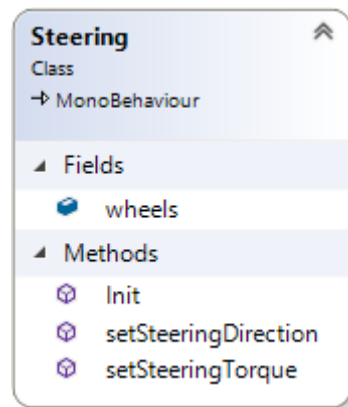 Steering
Class
MonoBehaviour
Fields
wheels
Methods
Init
setSteeringDirection
setSteeringTorque